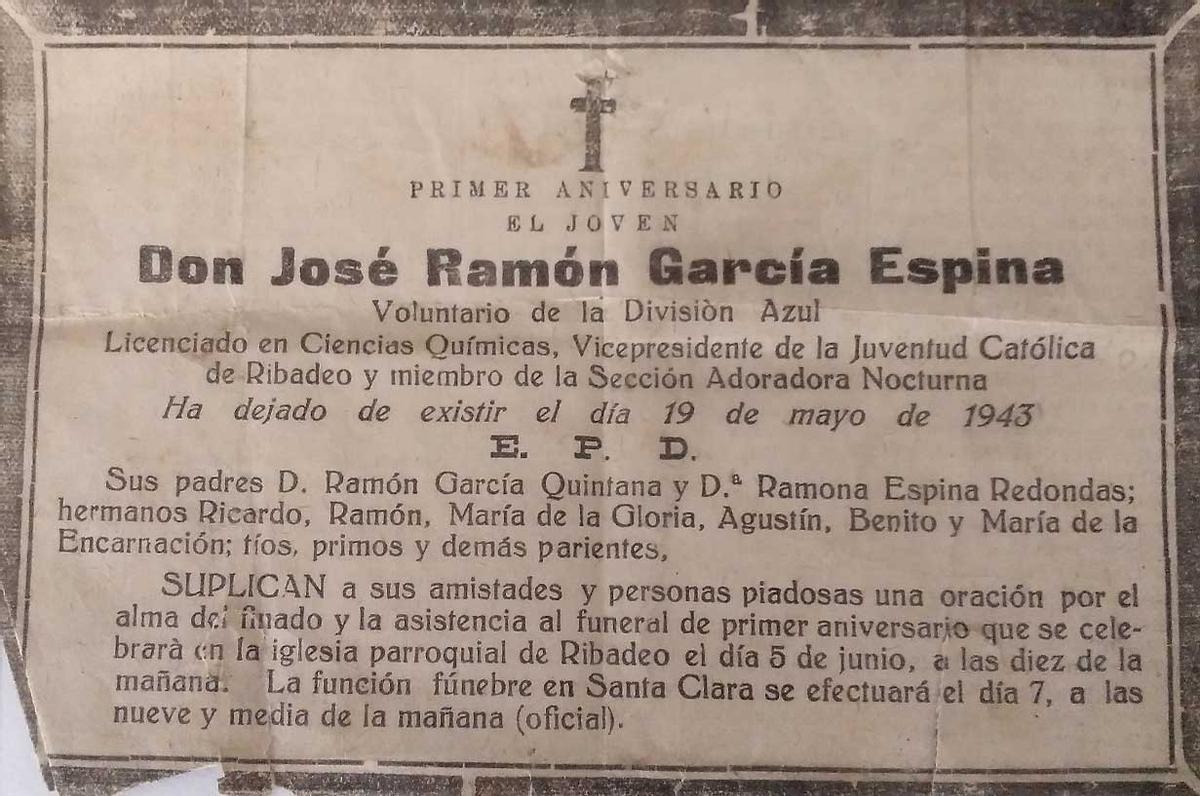 PRIMER ANIVERSARIO
EL JOVEN
Don José Ramón García Espina
Voluntario de la Divisiòn Azul
Licenciado en Ciencias Químicas, Vicepresidente de la Juventud Católica
de Ribadeo y miembro de la Sección Adoradora Nocturna
Ha dejado de existir el día 19 de mayo de 1943
E. P. D.
Sus padres D. Ramón García Quintana y D.ª Ramona Espina Redondas;
hermanos Ricardo, Ramón, María de la Gloria, Agustín, Benito y María de la
Encarnación; tíos, primos y demás parientes,
SUPLICAN a sus amistades y personas piadosas una oración por el
alma del finado y la asistencia al funeral de primer aniversario que se cele-
brarà en la iglesia parroquial de Ribadeo el día 5 de junio, a las diez de la
mañana. La función fúnebre en Santa Clara se efectuará el día 7, a las
nueve y media de la mañana (oficial).